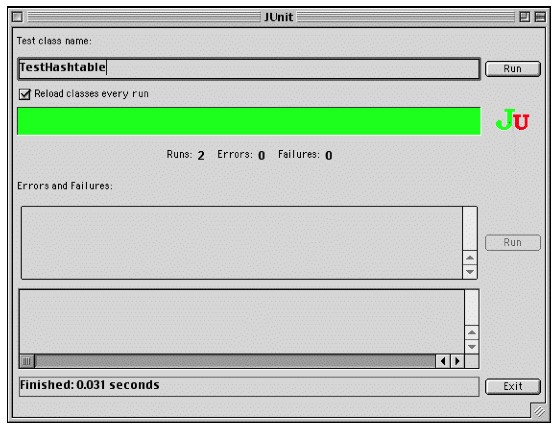 JUnit
Test class name:
TestHashtable
Run
Reload classes every run
JU
Runs: 2 Errors: 0 Failures: 0
Errors and Failures:
Run
Finished: 0.031 seconds
Exit